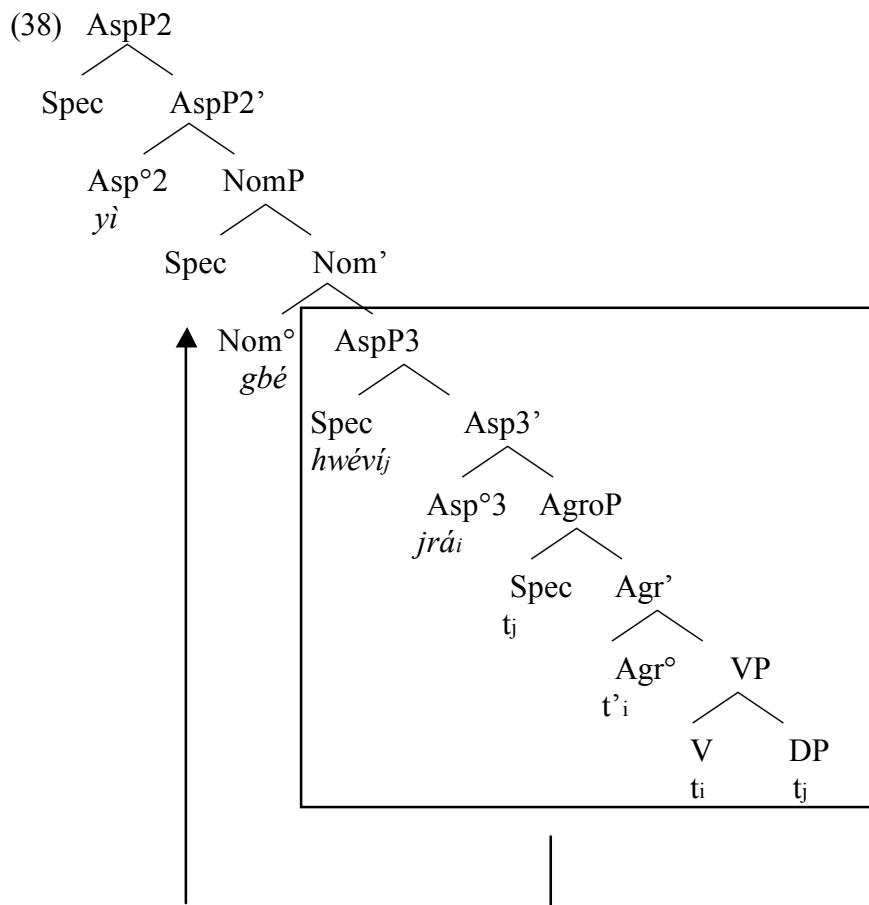 (38) AspP2
Spec AspP2’
Asp°2 NomP
yì
Spec Nom’
Nom° AspP3
gbé
Spec Asp3’
hwévíj
Asp°3 AgroP
jrái
Spec Agr’
tj
Agr° VP
t’i
V DP
ti tj